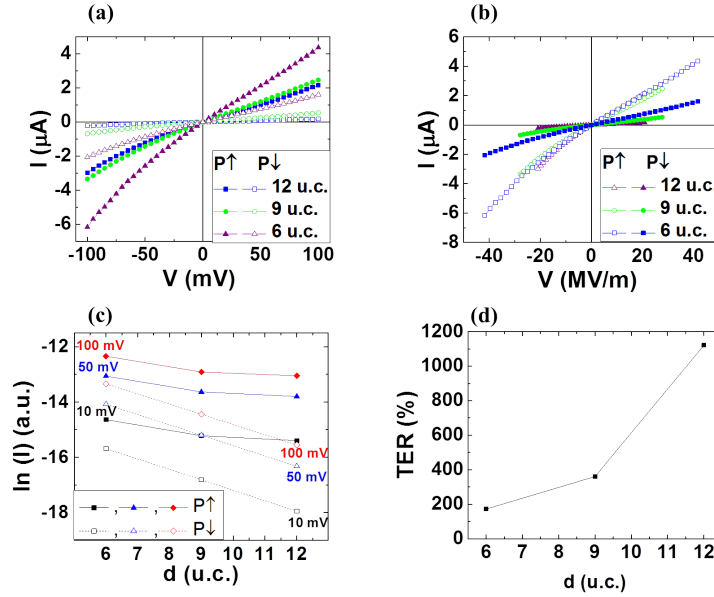 (a)
I (μA)
4
2
0
-2
-4
-6
P↑ P↓
12 u.c.
9 u.c.
6 u.c.
-100 -50 0 50 100
V (mV)
(b)
I (μA)
6
4
2
0
-2
-4
-6
-8
P↑ P↓
12 u.c.
9 u.c.
6 u.c.
-40 -20 0 20 40
V (MV/m)
(c)
ln (I) (a.u.)
-12
-14
-16
-18
100 mV
50 mV
10 mV
100 mV
50 mV
10 mV
, , P↑
, , P↓
6 7 8 9 10 11 12
d (u.c.)
(d)
TER (%)
1200
1000
800
600
400
200
0
6 7 8 9 10 11 12
d (u.c.)